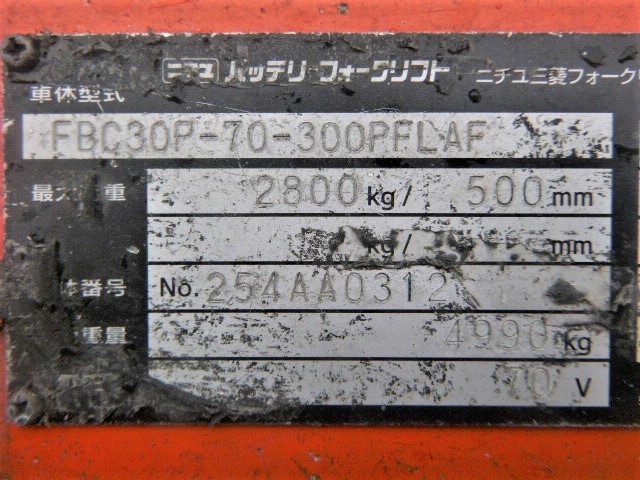 ニチユ バッテリーフォークリフト ニチユ三菱フォーク
車体型式
FBC30P-70-300PFLAF
最大 重 2800 kg/ 500 mm
kg/ mm
体番号 No. 254AA0312
重量 4990 kg
70 V